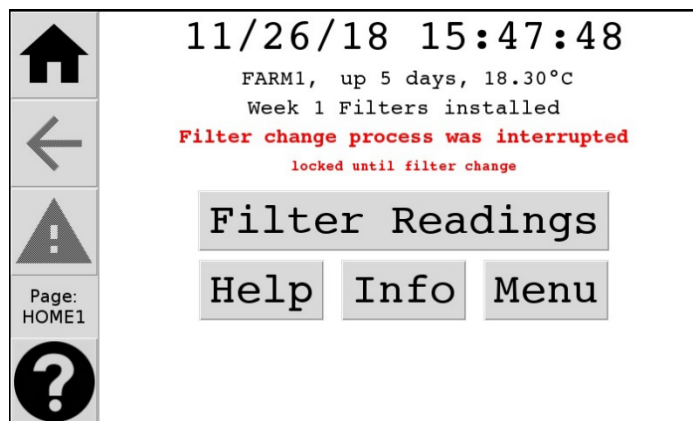 11/26/18 15:47:48
FARM1, up 5 days, 18.30°C
Week 1 Filters installed
Filter change process was interrupted
locked until filter change
Filter Readings
Help Info Menu
Page:
HOME1